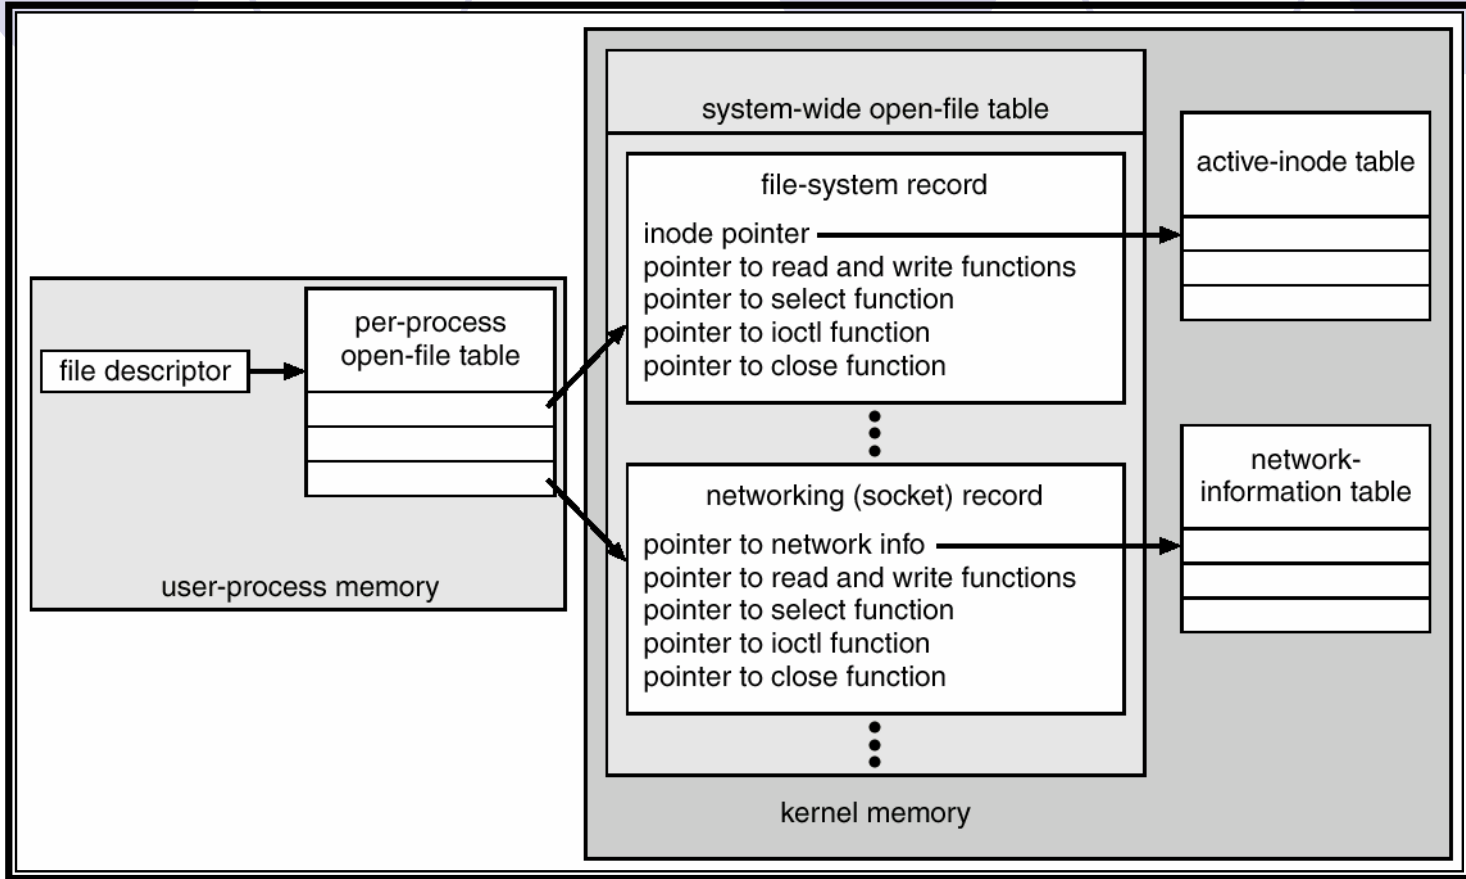 system-wide open-file table
file-system record
inode pointer
pointer to read and write functions
pointer to select function
pointer to ioctl function
pointer to close function
active-inode table
file descriptor
per-process
open-file table
user-process memory
networking (socket) record
pointer to network info
pointer to read and write functions
pointer to select function
pointer to ioctl function
pointer to close function
network-
information table
kernel memory